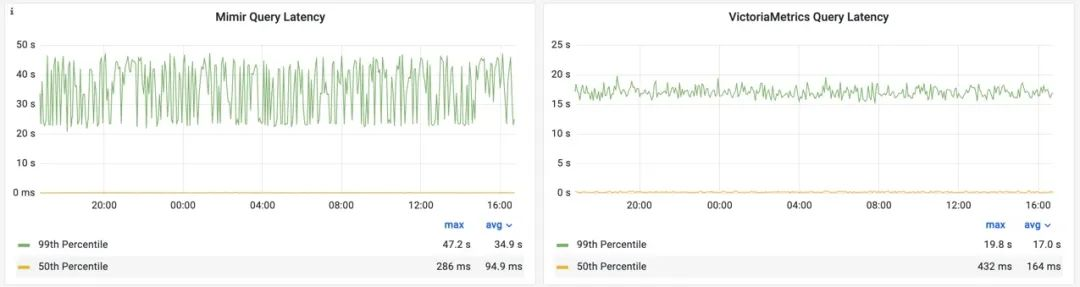 i
Mimir Query Latency
50 s
40 s
30 s
20 s
10 s
0 ms
20:00 00:00 04:00 08:00 12:00 16:00
max avg
99th Percentile 47.2 s 34.9 s
50th Percentile 286 ms 94.9 ms
VictoriaMetrics Query Latency
25 s
20 s
15 s
10 s
5 s
0 s
20:00 00:00 04:00 08:00 12:00 16:00
max avg
99th Percentile 19.8 s 17.0 s
50th Percentile 432 ms 164 ms